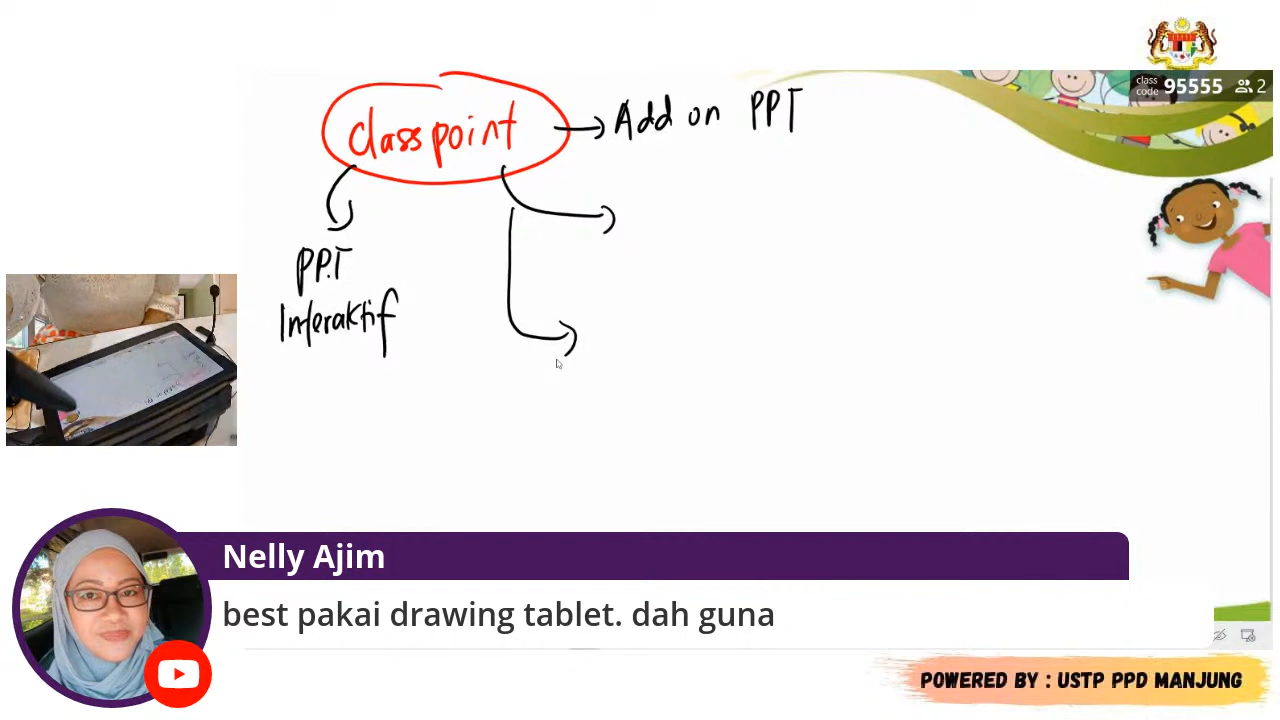 class
code 95555 2
classpoint
Add on PPT
PPT
Interaktif
Nelly Ajim
best pakai drawing tablet. dah guna
POWERED BY : USTP PPD MANJUNG